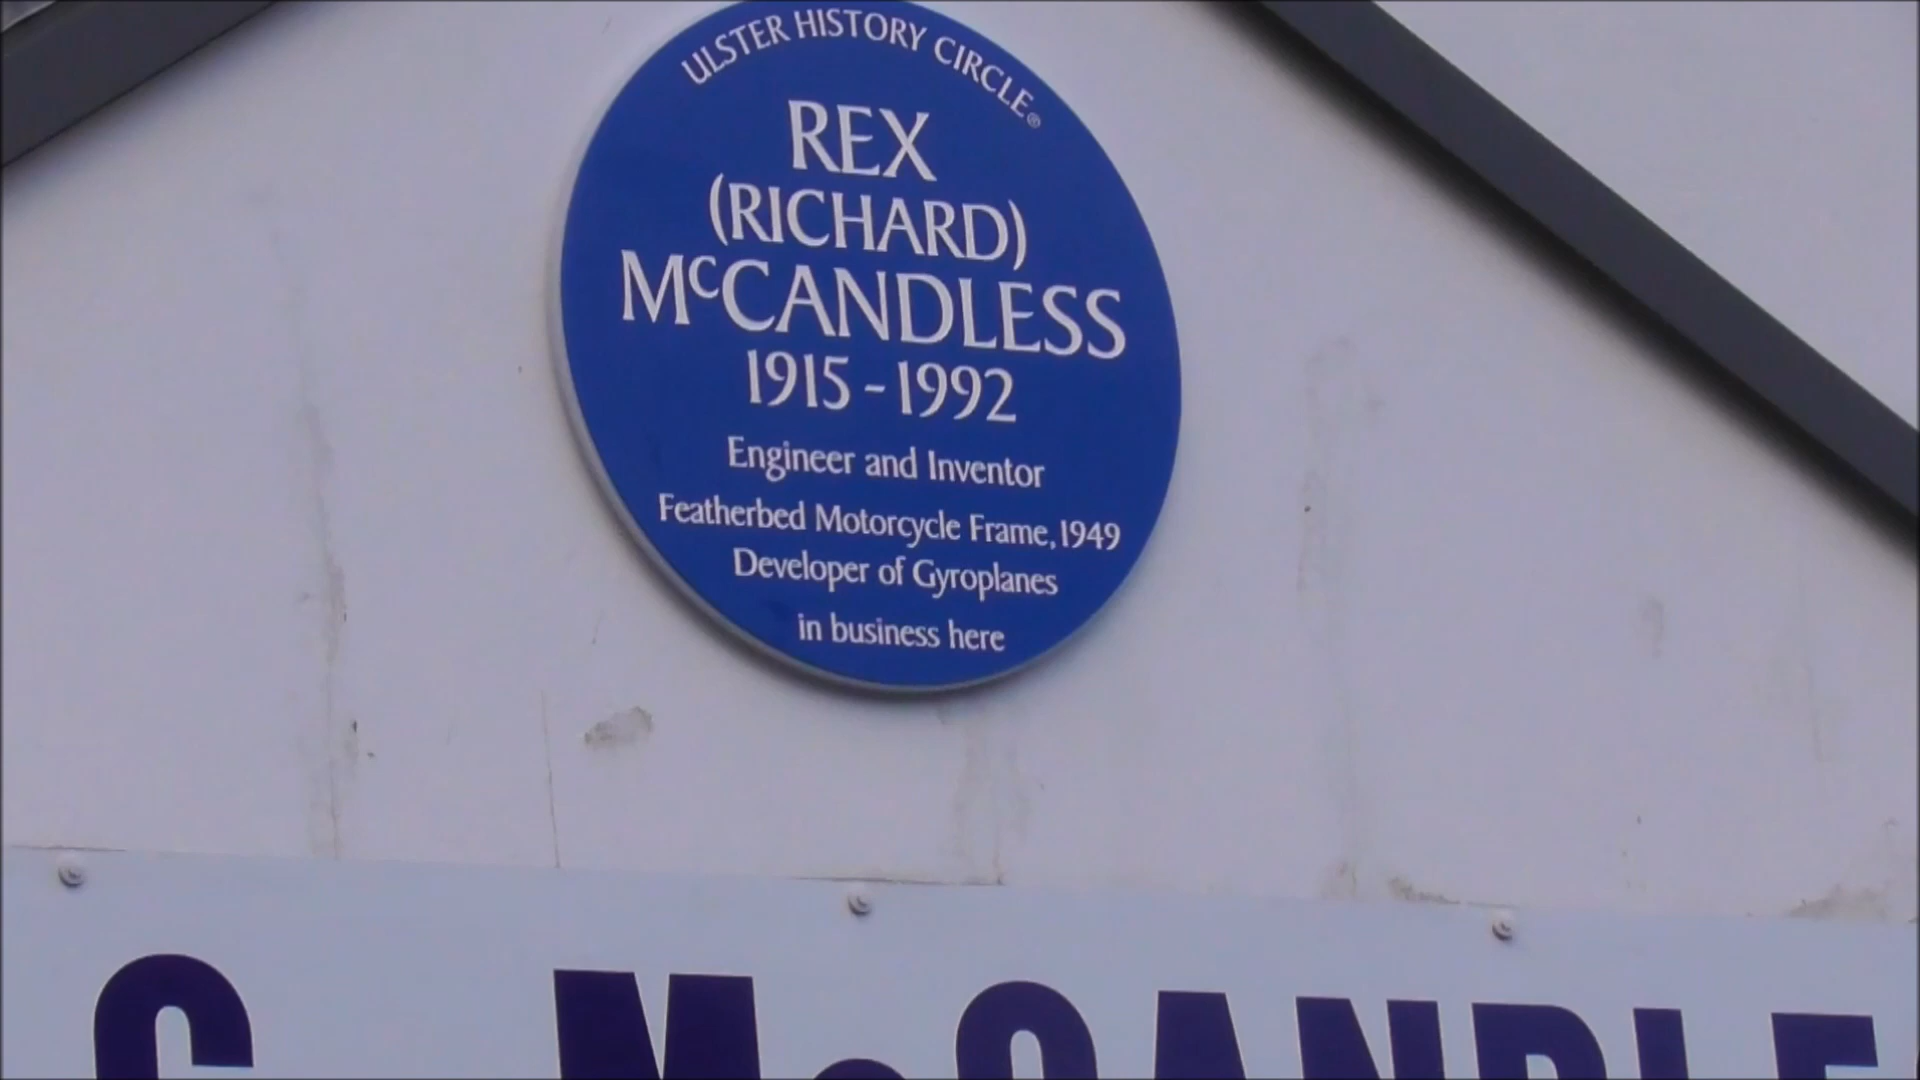 ULSTER HISTORY CIRCLE®
REX
(RICHARD)
McCANDLESS
1915 - 1992
Engineer and Inventor
Featherbed Motorcycle Frame, 1949
Developer of Gyroplanes
in business here